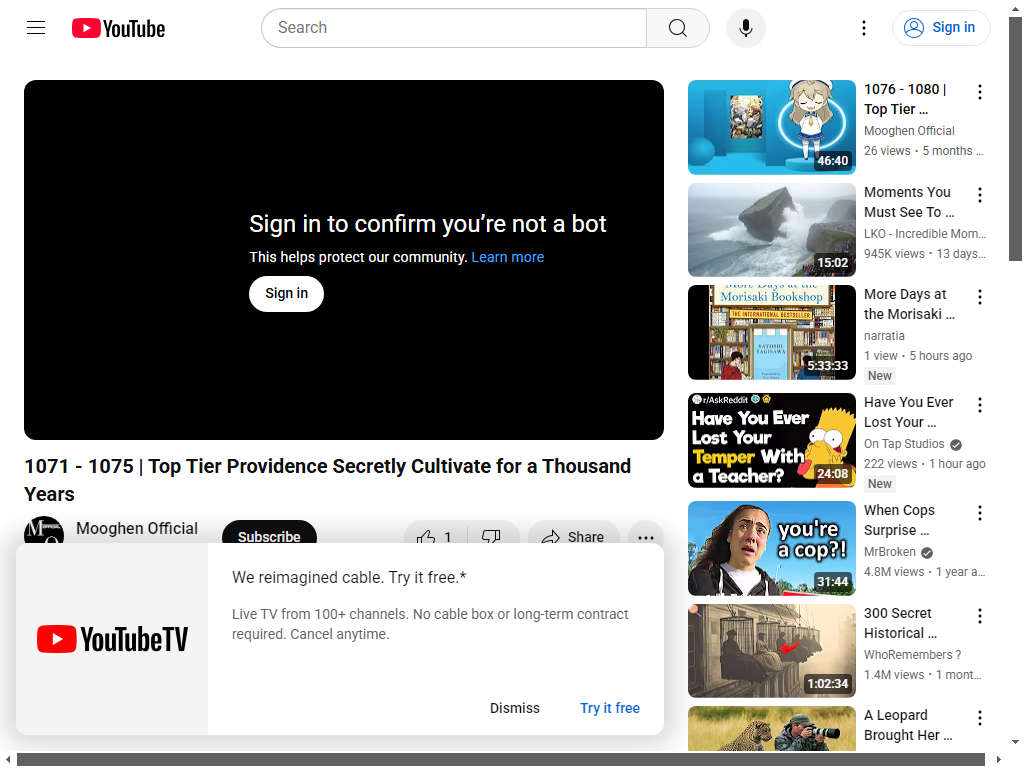 YouTube
Search
Sign in
Sign in to confirm you’re not a bot
This helps protect our community. Learn more
Sign in
1071 - 1075 | Top Tier Providence Secretly Cultivate for a Thousand
Years
Mooghen Official
Subscribe
1
Share
YouTubeTV
We reimagined cable. Try it free.*
Live TV from 100+ channels. No cable box or long-term contract
required. Cancel anytime.
Dismiss
Try it free
46:40
1076 - 1080 |
Top Tier ...
Mooghen Official
26 views • 5 months ...
15:02
Moments You
Must See To ...
LKO - Incredible Mom...
945K views • 13 days...
More Days at the
Morisaki Bookshop
THE INTERNATIONAL BESTSELLER
SATOSHI
YAGISAWA
5:33:33
More Days at
the Morisaki ...
narratia
1 view • 5 hours ago
New
r/AskReddit
Have You Ever
Lost Your
Temper With
a Teacher?
24:08
Have You Ever
Lost Your ...
On Tap Studios
222 views • 1 hour ago
New
you're
a cop?!
31:44
When Cops
Surprise ...
MrBroken
4.8M views • 1 year a...
1:02:34
300 Secret
Historical ...
WhoRemembers ?
1.4M views • 1 mont...
A Leopard
Brought Her ...